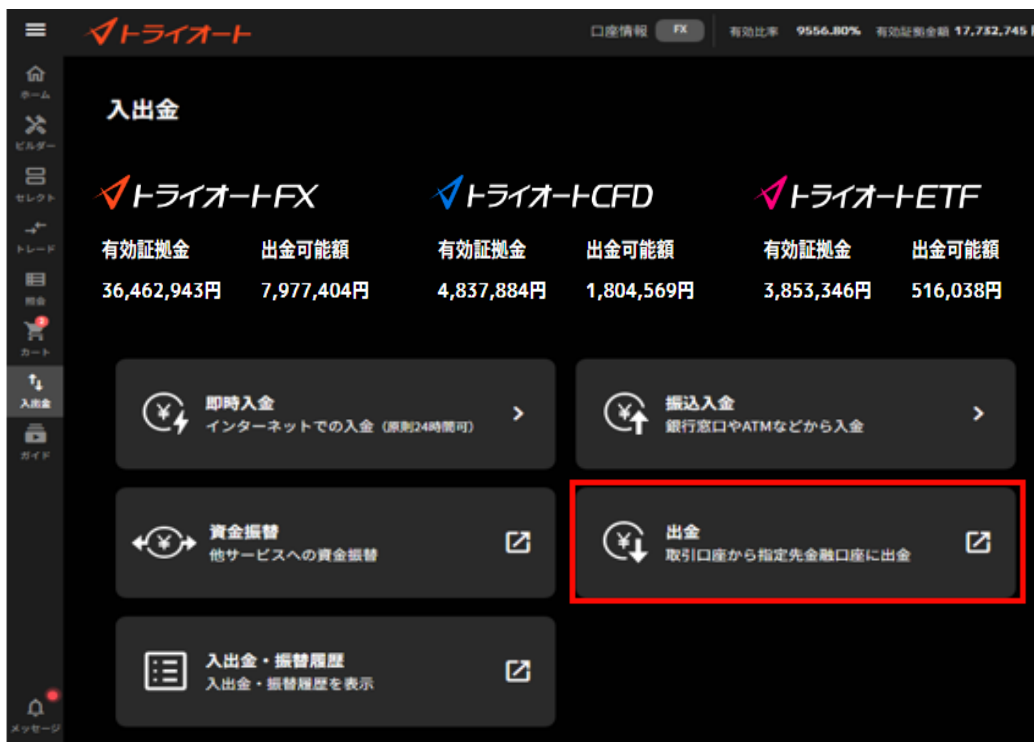 トライオート
口座情報 FX 有効比率 9556.80% 有効証拠金額 17,732,745
ホーム
ビルダー
セレクト
トレード
照会
2
カート
入出金
ガイド
メッセージ
入出金
トライオートFX
有効証拠金 出金可能額
36,462,943円 7,977,404円
トライオートCFD
有効証拠金 出金可能額
4,837,884円 1,804,569円
トライオートETF
有効証拠金 出金可能額
3,853,346円 516,038円
即時入金
インターネットでの入金（原則24時間可）
振込入金
銀行窓口やATMなどから入金
資金振替
他サービスへの資金振替
出金
取引口座から指定先金融口座に出金
入出金・振替履歴
入出金・振替履歴を表示